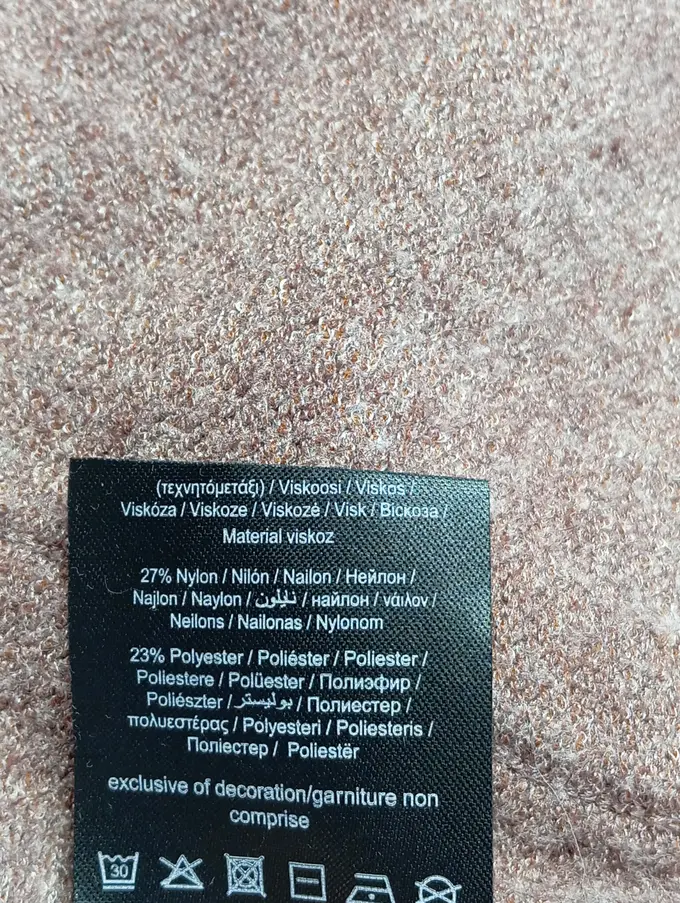 (τεχνητόμετάξι) / Viskoosi / Viskos /
Viskóza / Viskoze / Viskozė / Visk / Віскоза /
Material viskoz
27% Nylon / Nilón / Nailon / Нейлон /
Najlon / Naylon / نايلون / найлон / νάιλον /
Neilons / Nailonas / Nylonom
23% Polyester / Poliéster / Poliester /
Poliestere / Polüester / Полиэфир /
Poliészter / بوليستر / Полиестер /
πολυεστέρας / Polyesteri / Poliesteris /
Поліестер / Poliestër
exclusive of decoration/garniture non
comprise
30